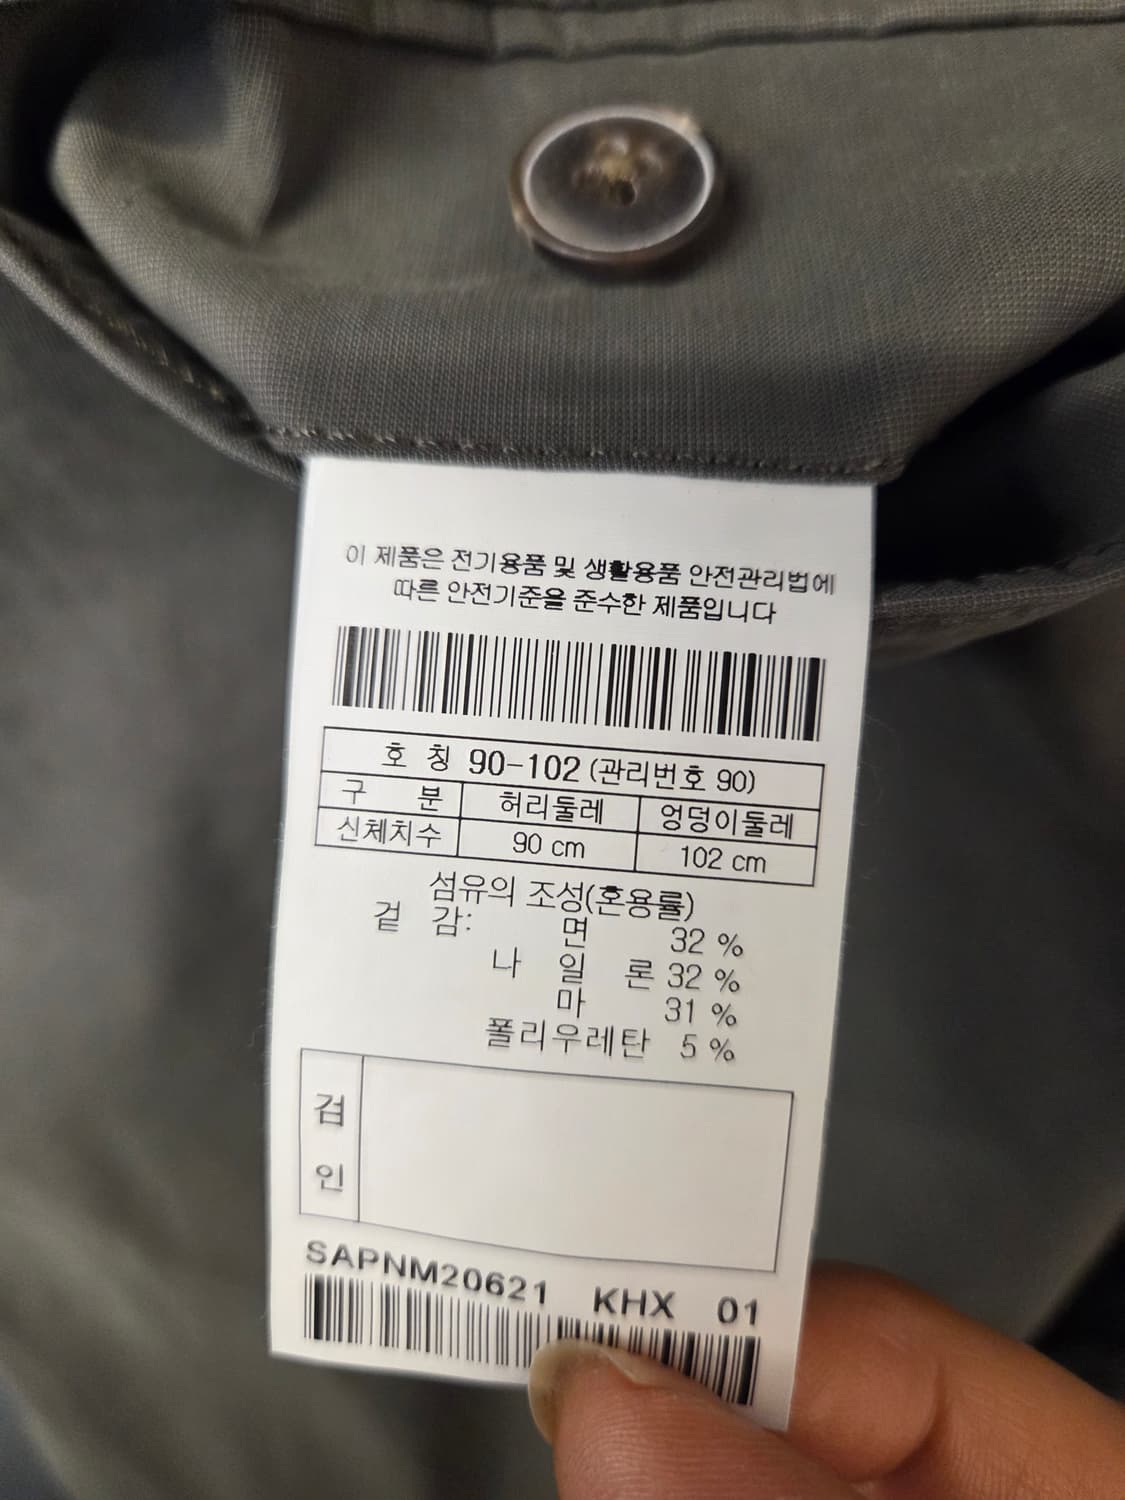 이 제품은 전기용품 및 생활용품 안전관리법에
따른 안전기준을 준수한 제품입니다
호 칭 90-102 (관리번호 90)
구 분 허리둘레 엉덩이둘레
신체치수 90 cm 102 cm
섬유의 조성(혼용률)
겉 감: 면 32 %
나 일 론 32 %
마 31 %
폴리우레탄 5 %
검
인
SAPNM20621 KHX 01